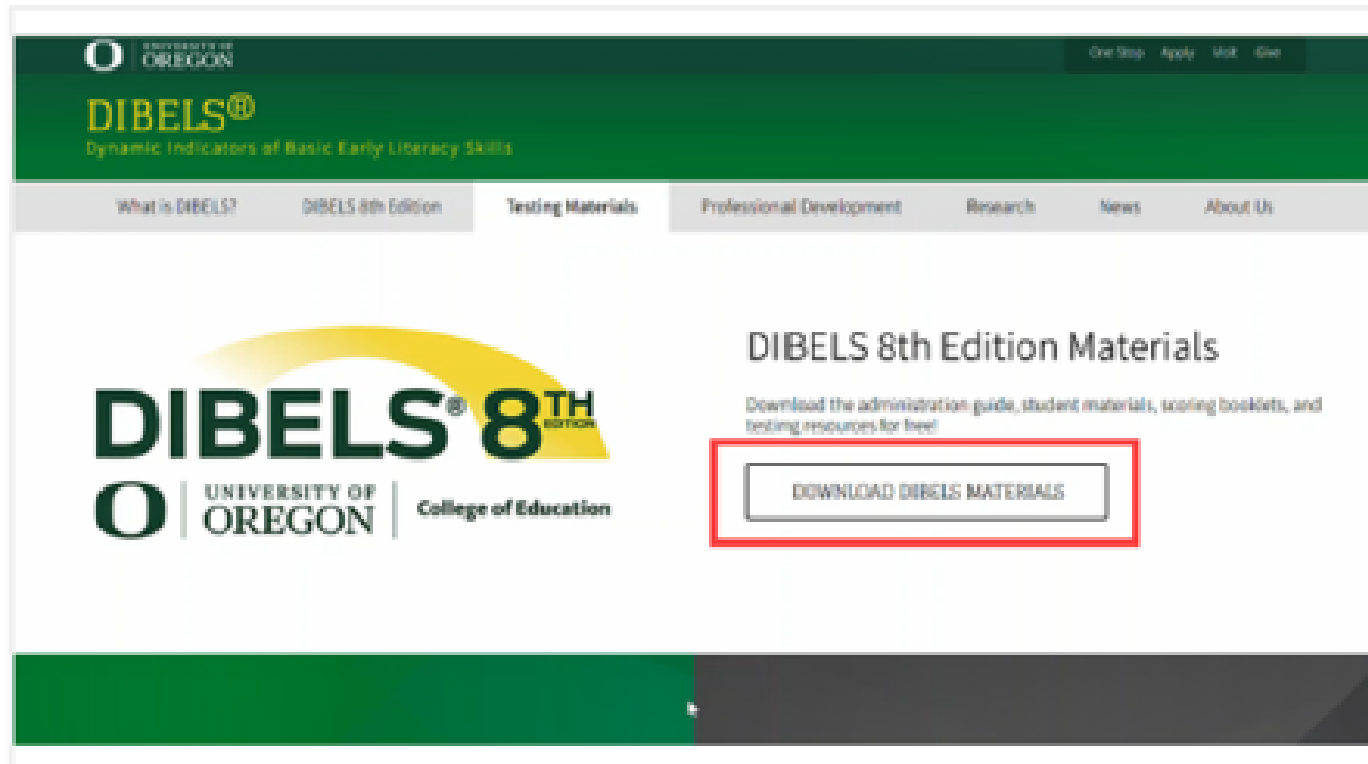 UNIVERSITY OF
OREGON
One Stop Apply Visit Give
DIBELS®
Dynamic Indicators of Basic Early Literacy Skills
What is DIBELS? DIBELS 8th Edition Testing Materials Professional Development Research News About Us
DIBELS 8th Edition Materials
Download the administration guide, student materials, scoring booklets, and
testing resources for free!
DOWNLOAD DIBELS MATERIALS
DIBELS® 8TH
EDITION
O UNIVERSITY OF
OREGON
College of Education